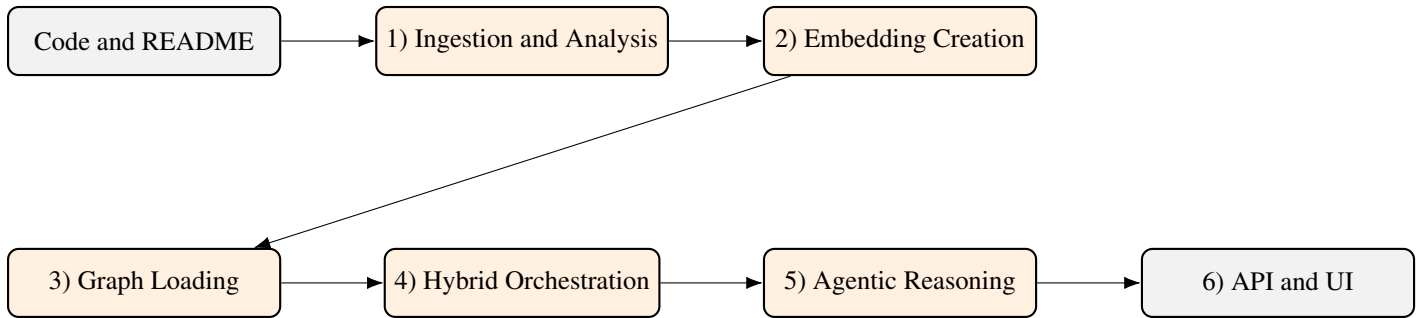 Code and README
1) Ingestion and Analysis
2) Embedding Creation
3) Graph Loading
4) Hybrid Orchestration
5) Agentic Reasoning
6) API and UI